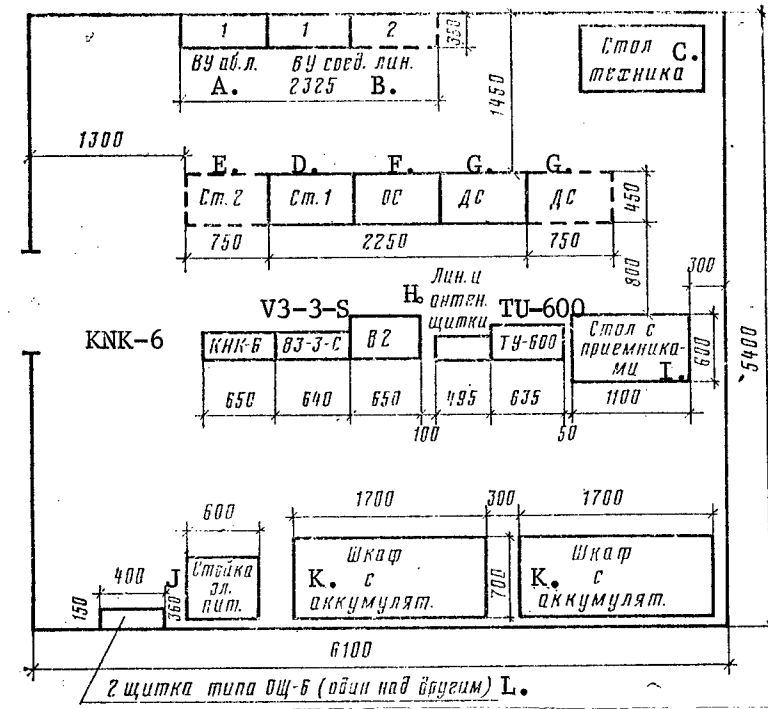 1 1 2
ВУ аб.л. ВУ соед. лин.
A. 2325 B.
350
1450
Стол C.
техника
1300
E. D. F. G. G.
Ст.2 Ст.1 ОС ДС ДС
450
750 2250 750
800
300
Лин. и
H. антен.
щитки
V3-3-S TU-600
KNK-6
КНК-6 ВЗ-3-С В2 ТУ-600
Стол с
приемника-
ми I.
600
5400
650 640 650 495 635 1100
100 50
1700 300 1700
600
J Стойка
эл.
пит.
400
150
360
K. Шкаф
с
аккумулят.
700
K. Шкаф
с
аккумулят.
6100
2 щитка типа ОЩ-6 (один над другим) L.